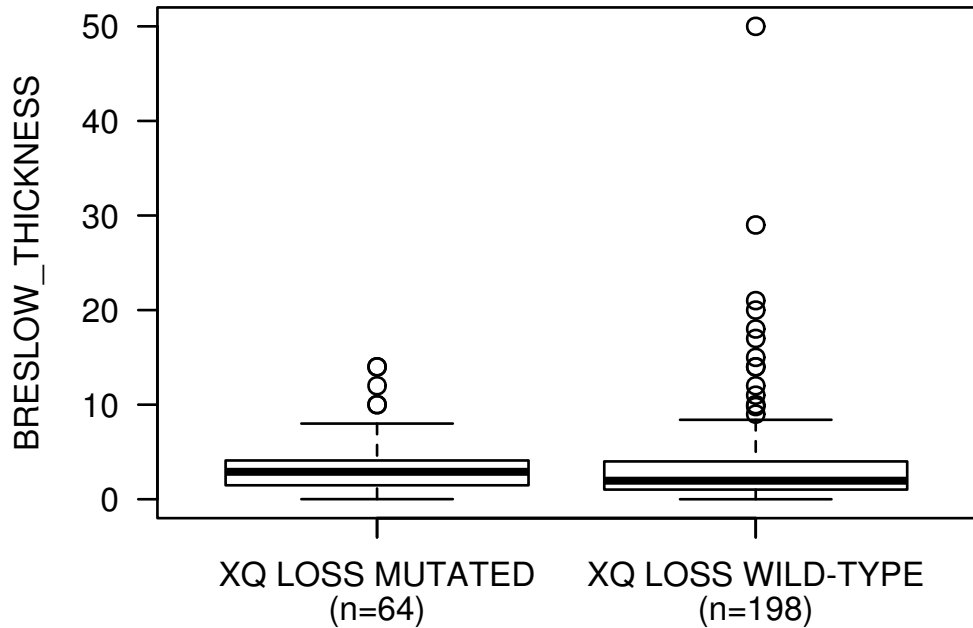 BRESLOW_THICKNESS
50
40
30
20
10
0
XQ LOSS MUTATED XQ LOSS WILD-TYPE
(n=64) (n=198)